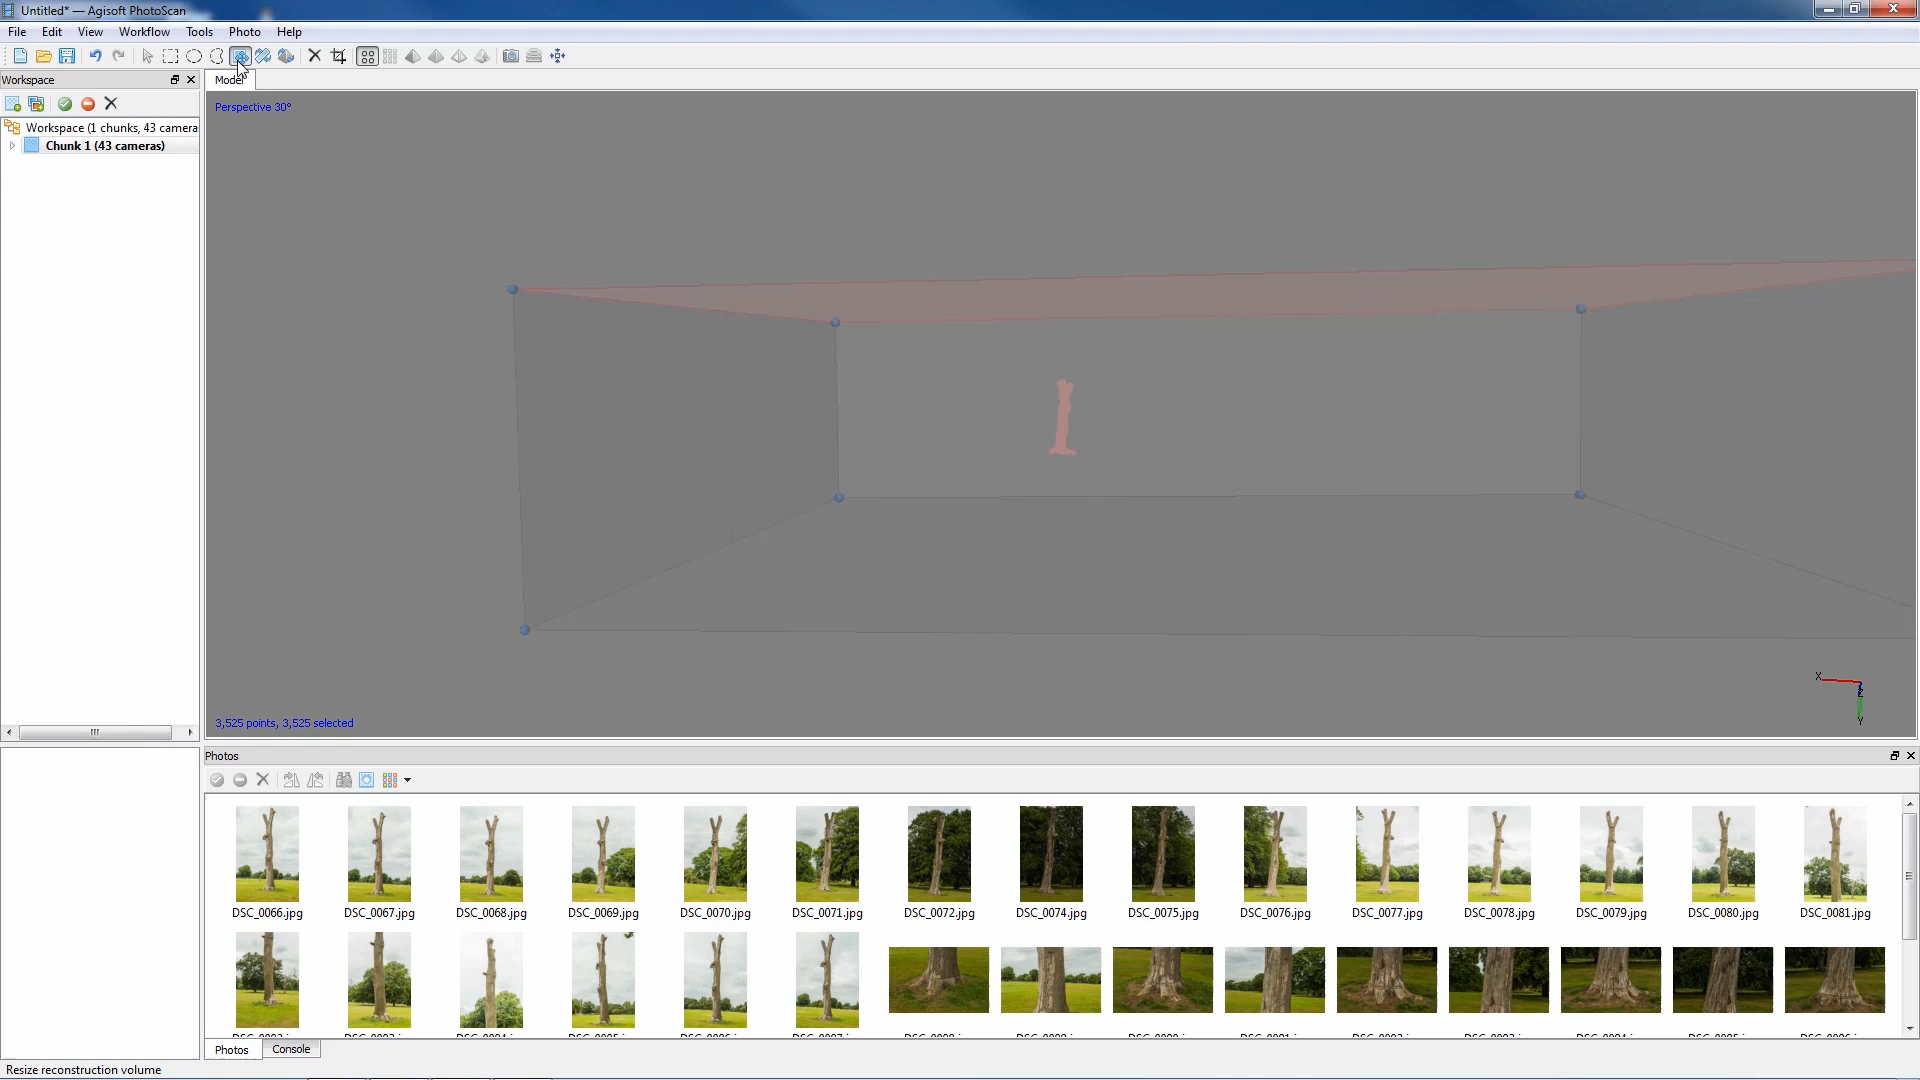 Untitled* — Agisoft PhotoScan
File Edit View Workflow Tools Photo Help
Workspace
Model
Perspective 30°
Workspace (1 chunks, 43 camera
Chunk 1 (43 cameras)
X
Y
3,525 points, 3,525 selected
Photos
DSC_0066.jpg DSC_0067.jpg DSC_0068.jpg DSC_0069.jpg DSC_0070.jpg DSC_0071.jpg DSC_0072.jpg DSC_0074.jpg DSC_0075.jpg DSC_0076.jpg DSC_0077.jpg DSC_0078.jpg DSC_0079.jpg DSC_0080.jpg DSC_0081.jpg
Photos Console
Resize reconstruction volume